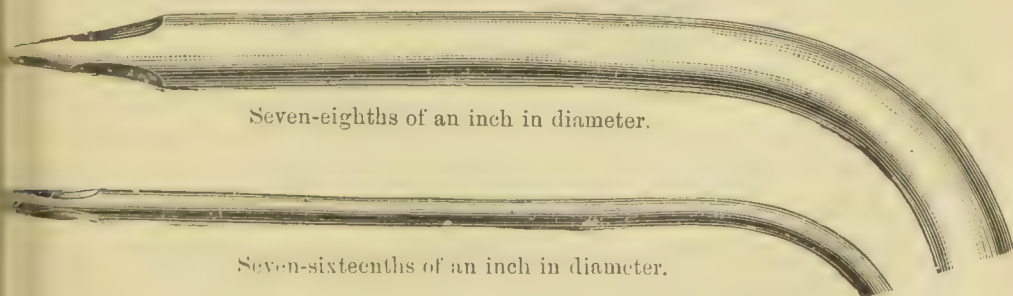 Seven-eighths of an inch in diameter.
Seven-sixteenths of an inch in diameter.